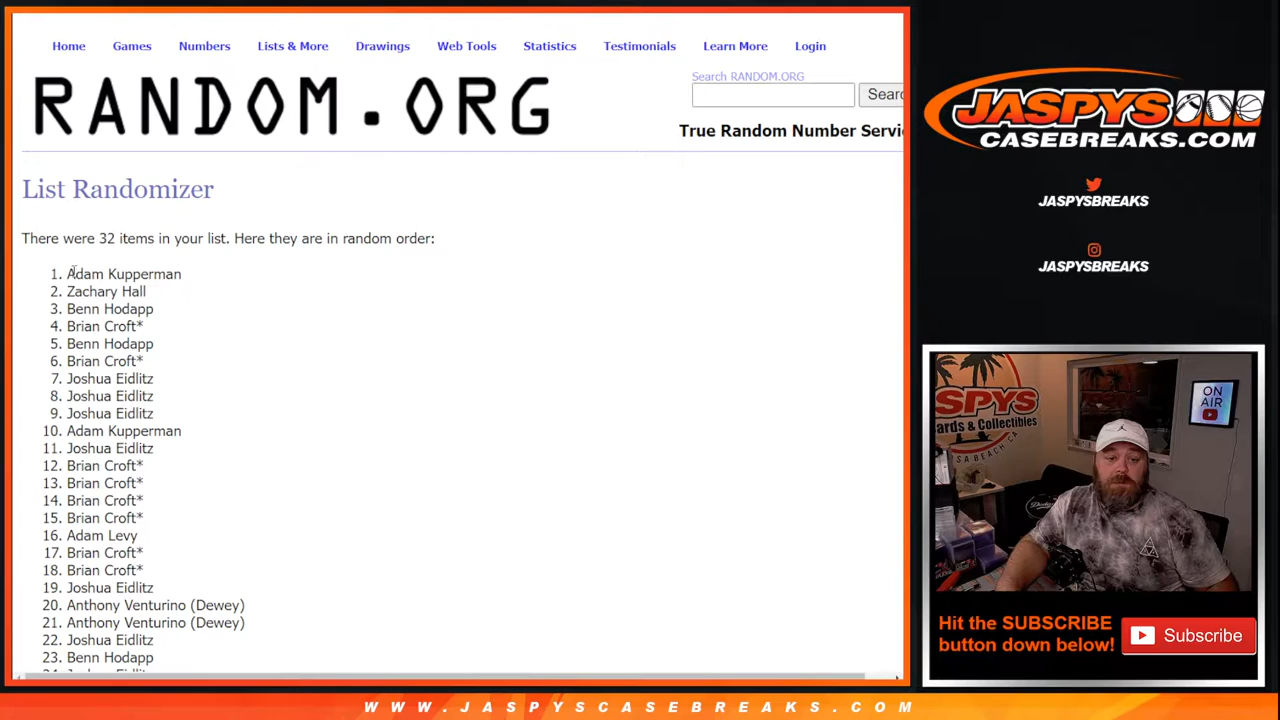 Home Games Numbers Lists & More Drawings Web Tools Statistics Testimonials Learn More Login
RANDOM.ORG
Search RANDOM.ORG
True Random Number Servi
List Randomizer
There were 32 items in your list. Here they are in random order:
1. Adam Kupperman
2. Zachary Hall
3. Benn Hodapp
4. Brian Croft*
5. Benn Hodapp
6. Brian Croft*
7. Joshua Eidlitz
8. Joshua Eidlitz
9. Joshua Eidlitz
10. Adam Kupperman
11. Joshua Eidlitz
12. Brian Croft*
13. Brian Croft*
14. Brian Croft*
15. Brian Croft*
16. Adam Levy
17. Brian Croft*
18. Brian Croft*
19. Joshua Eidlitz
20. Anthony Venturino (Dewey)
21. Anthony Venturino (Dewey)
22. Joshua Eidlitz
23. Benn Hodapp
JASPYS
CASEBREAKS.COM
JASPYSBREAKS
JASPYSBREAKS
ON
AIR
Hit the SUBSCRIBE
button down below!
Subscribe
WWW.JASPYSCASEBREAKS.COM